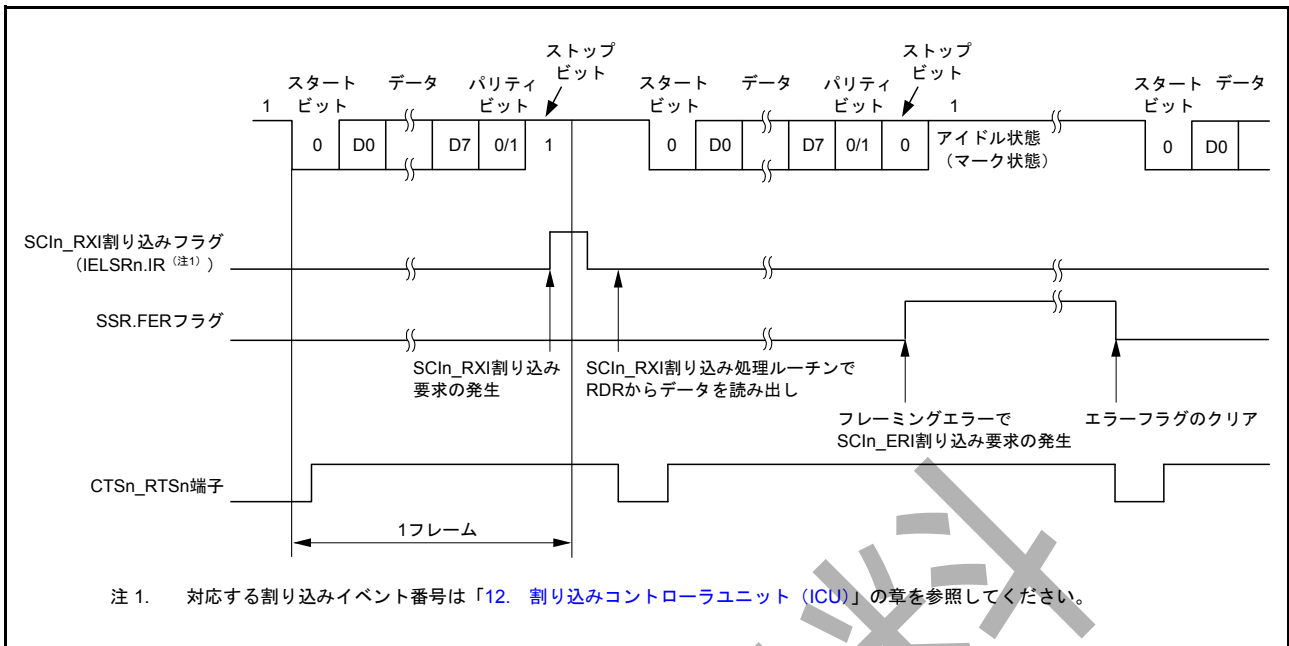 ストップ
ビット
ストップ
ビット
スタート
ビット
データ
パリティ
ビット
スタート
ビット
データ
パリティ
ビット
スタート
ビット
データ
1
1
0
D0
D7
0/1
1
0
D0
D7
0/1
0
アイドル状態
（マーク状態）
0
D0
SCIn_RXI割り込みフラグ
（IELSRn.IR（注1））
SSR.FERフラグ
SCIn_RXI割り込み
要求の発生
SCIn_RXI割り込み処理ルーチンで
RDRからデータを読み出し
フレーミングエラーで
SCIn_ERI割り込み要求の発生
エラーフラグのクリア
CTSn_RTSn端子
1フレーム
注 1. 対応する割り込みイベント番号は「12. 割り込みコントローラユニット（ICU）」の章を参照してください。